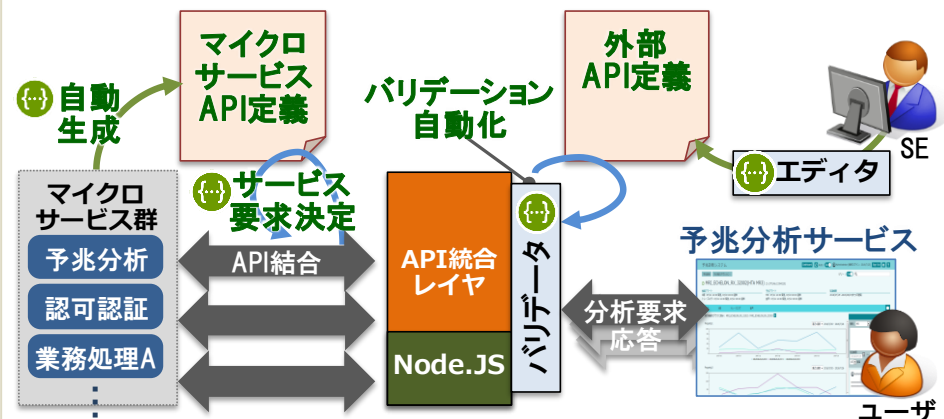 マイクロ
サービス
API定義
外部
API定義
{…}
自動
生成
バリデーション
自動化
SE
{…}
エディタ
マイクロ
サービス群
{…}
サービス
要求決定
{…}
予兆分析サービス
予兆分析
API結合
API統合
レイヤ
バリデータ
分析要求
応答
認可認証
業務処理A
Node.JS
ユーザ